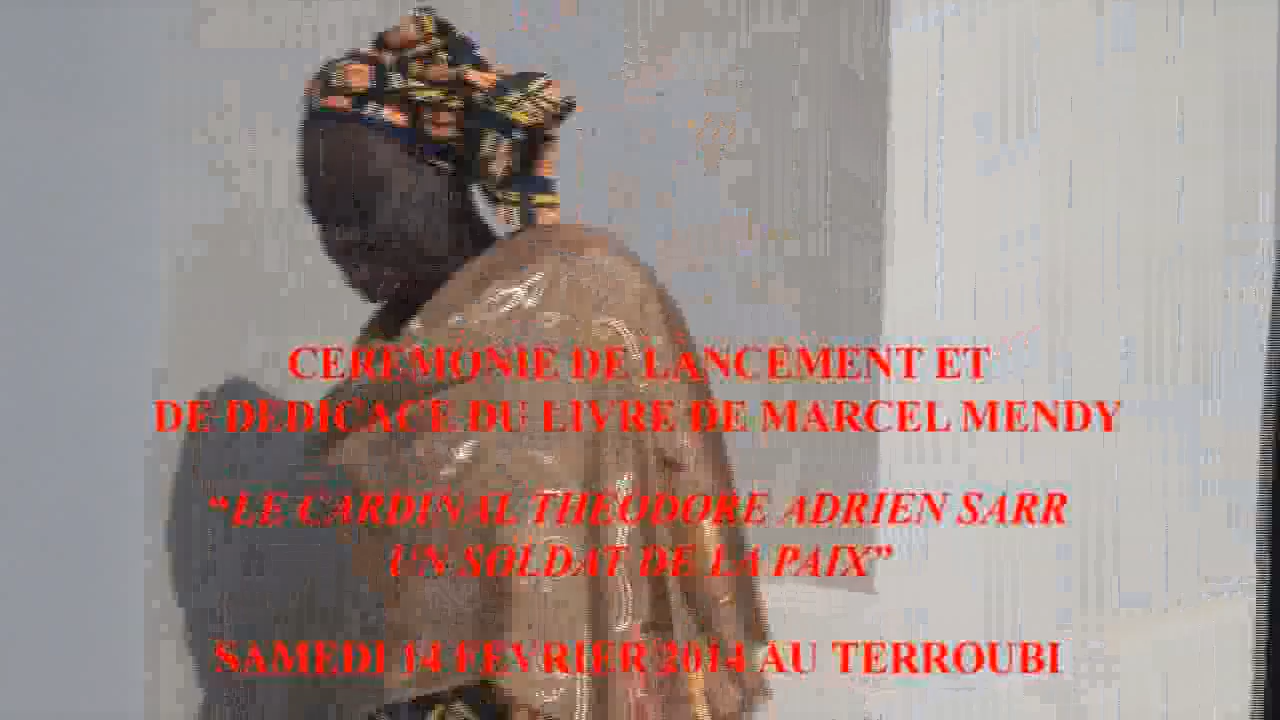 CEREMONIE DE LANCEMENT ET
DE DEDICACE DU LIVRE DE MARCEL MENDY
“LE CARDINAL THEODORE ADRIEN SARR
UN SOLDAT DE LA PAIX”
SAMEDI 14 FEVRIER 2014 AU TERROUBI